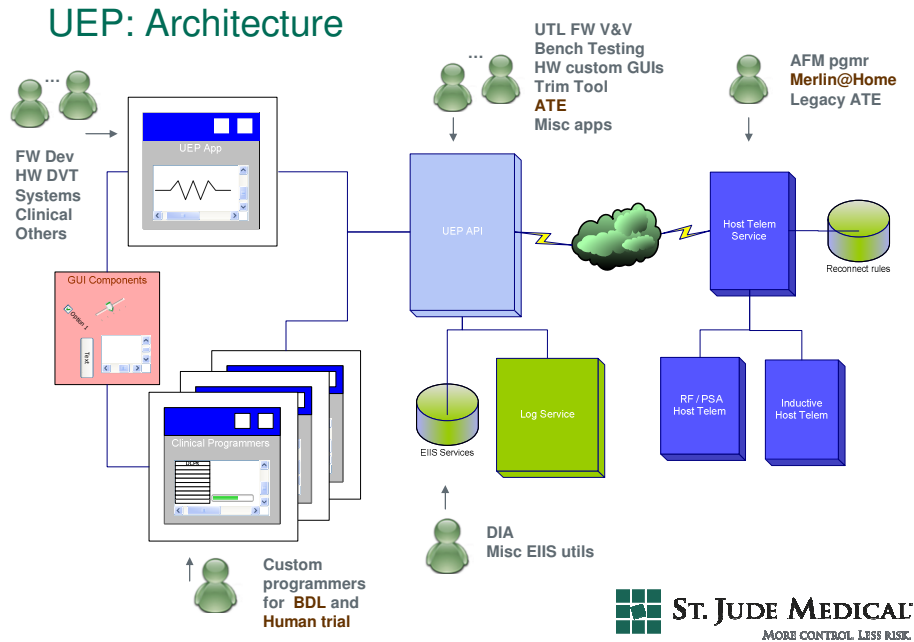 UEP: Architecture
...
FW Dev
HW DVT
Systems
Clinical
Others
UEP App
GUI Components
Option 1
Text
Clinical Programmers
Custom
programmers
for BDL and
Human trial
...
UTL FW V&V
Bench Testing
HW custom GUIs
Trim Tool
ATE
Misc apps
UEP API
EIIS Services
Log Service
DIA
Misc EIIS utils
AFM pgmr
Merlin@Home
Legacy ATE
Host Telem
Service
Reconnect rules
RF / PSA
Host Telem
Inductive
Host Telem
ST. JUDE MEDICAL
MORE CONTROL. LESS RISK.